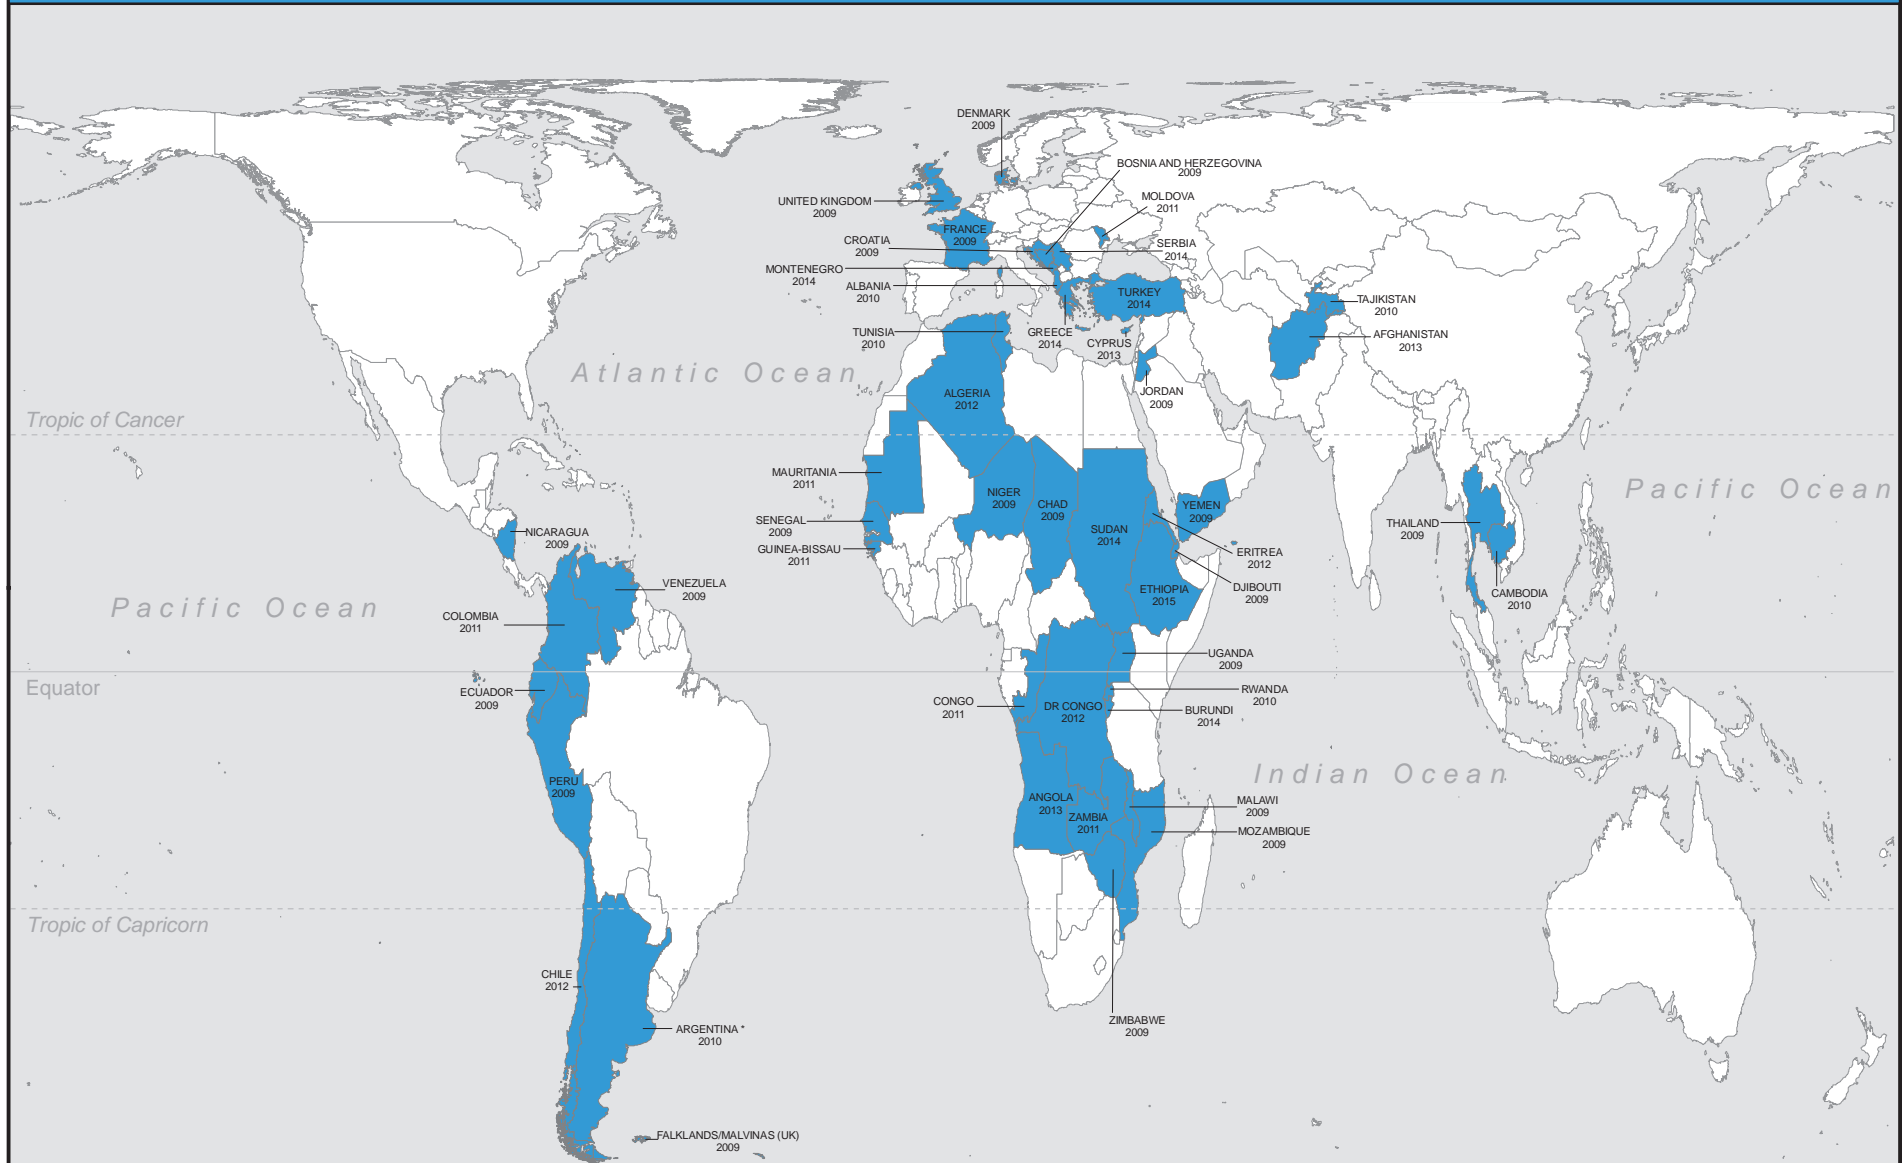 DENMARK
2009
BOSNIA AND HERZEGOVINA
2009
UNITED KINGDOM
2009
MOLDOVA
2011
FRANCE
2009
CROATIA
2009
SERBIA
2014
MONTENEGRO
2014
ALBANIA
2010
TURKEY
2014
TAJIKISTAN
2010
TUNISIA
2010
GREECE
2014
CYPRUS
2013
AFGHANISTAN
2013
Atlantic Ocean
ALGERIA
2012
JORDAN
2009
Tropic of Cancer
MAURITANIA
2011
NIGER
2009
CHAD
2009
YEMEN
2009
Pacific Ocean
SENEGAL
2009
SUDAN
2014
THAILAND
2009
NICARAGUA
2009
GUINEA-BISSAU
2011
ERITREA
2012
VENEZUELA
2009
ETHIOPIA
2015
DJIBOUTI
2009
CAMBODIA
2010
Pacific Ocean
COLOMBIA
2011
UGANDA
2009
Equator
ECUADOR
2009
CONGO
2011
DR CONGO
2012
RWANDA
2010
BURUNDI
2014
Indian Ocean
PERU
2009
ANGOLA
2013
ZAMBIA
2011
MALAWI
2009
MOZAMBIQUE
2009
Tropic of Capricorn
CHILE
2012
ZIMBABWE
2009
ARGENTINA *
2010
FALKLANDS/MALVINAS (UK)
2009